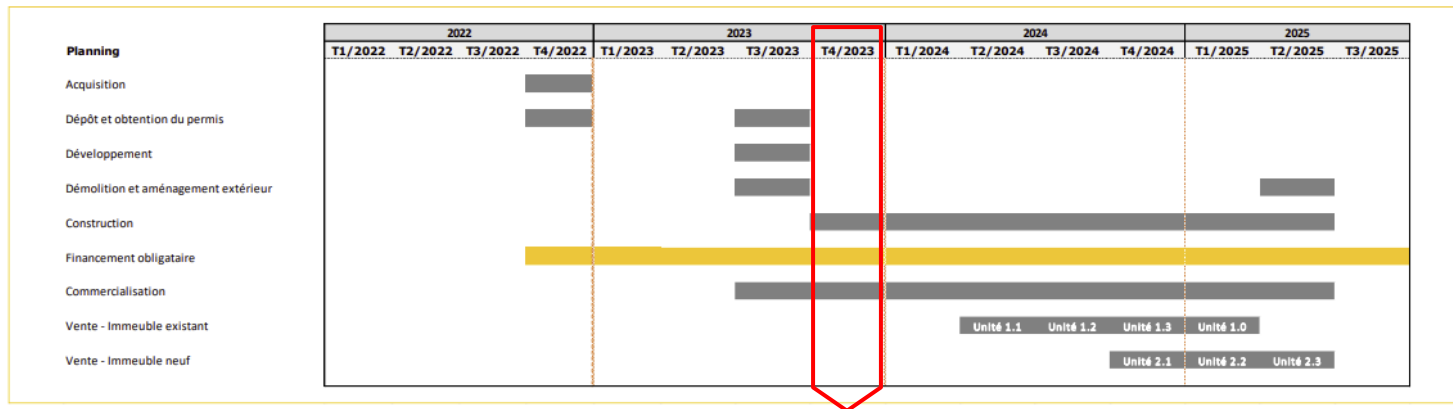 2022 2023 2024 2025
Planning T1/2022 T2/2022 T3/2022 T4/2022 T1/2023 T2/2023 T3/2023 T4/2023 T1/2024 T2/2024 T3/2024 T4/2024 T1/2025 T2/2025 T3/2025
Acquisition
Dépôt et obtention du permis
Développement
Démolition et aménagement extérieur
Construction
Financement obligataire
Commercialisation
Vente - Immeuble existant Unité 1.1 Unité 1.2 Unité 1.3 Unité 1.0
Vente - Immeuble neuf Unité 2.1 Unité 2.2 Unité 2.3